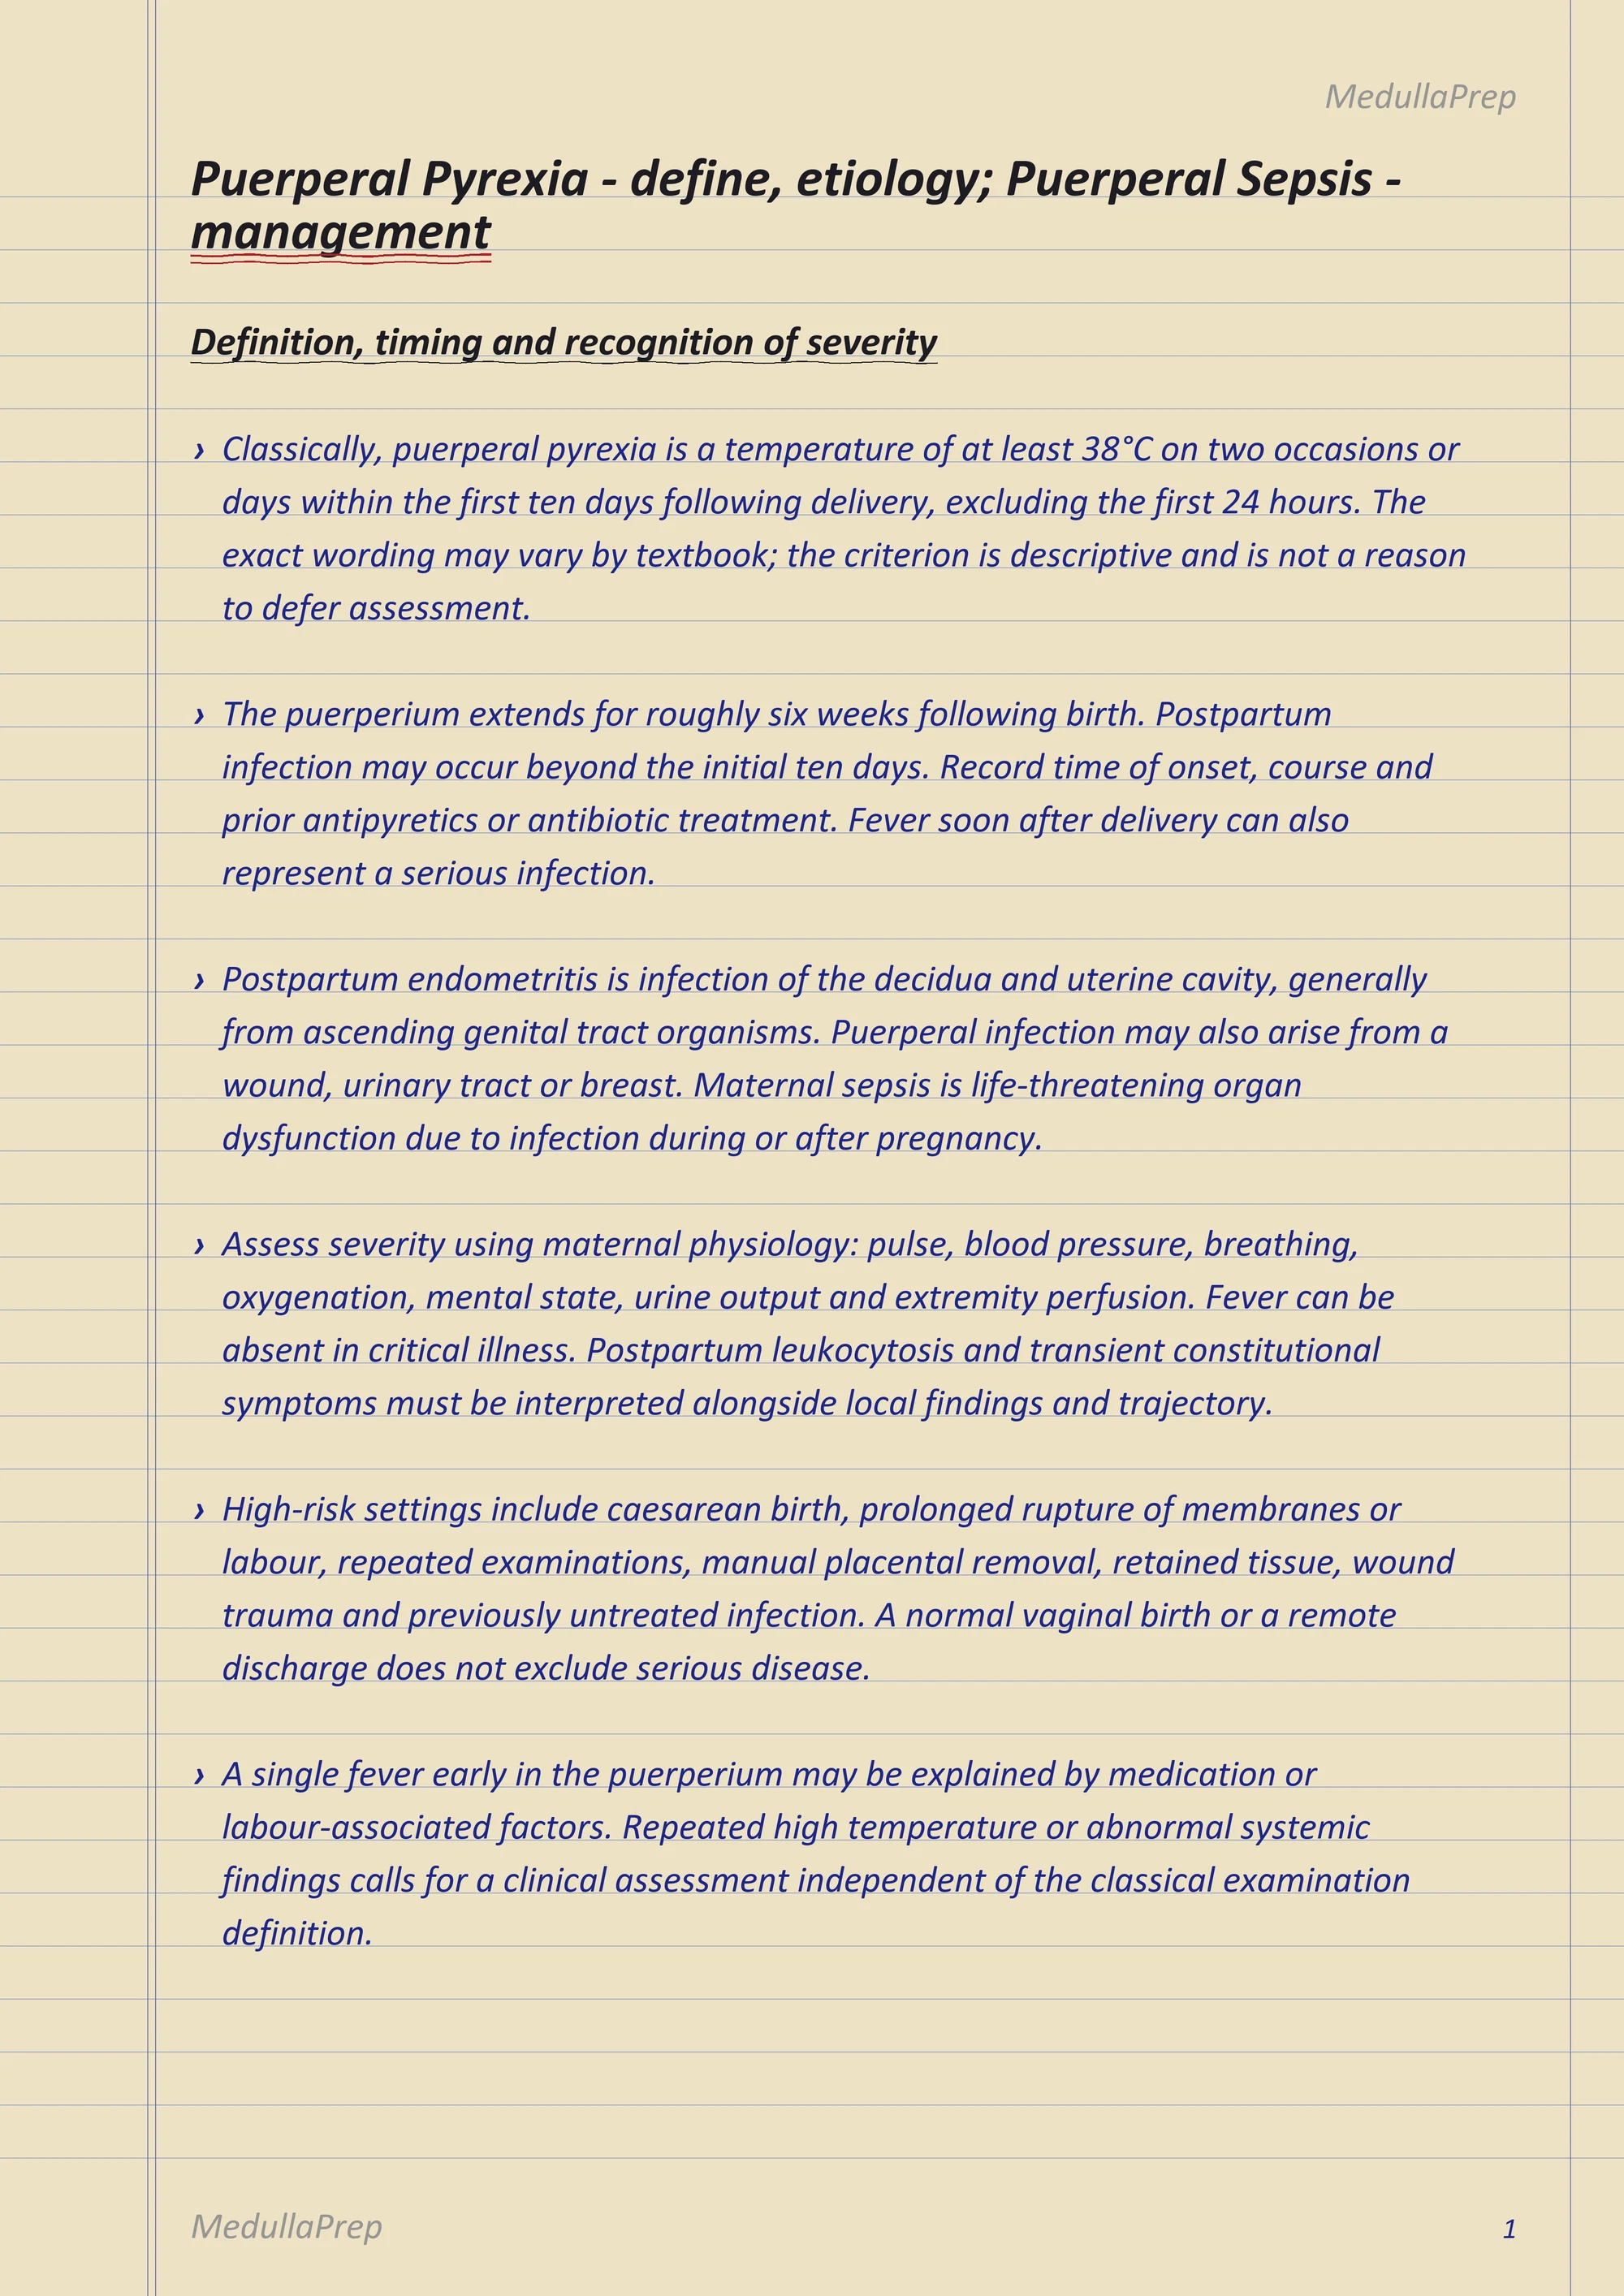 MedullaPrep
Puerperal Pyrexia - define, etiology; Puerperal Sepsis -
management
Definition, timing and recognition of severity
› Classically, puerperal pyrexia is a temperature of at least 38°C on two occasions or
days within the first ten days following delivery, excluding the first 24 hours. The
exact wording may vary by textbook; the criterion is descriptive and is not a reason
to defer assessment.
› The puerperium extends for roughly six weeks following birth. Postpartum
infection may occur beyond the initial ten days. Record time of onset, course and
prior antipyretics or antibiotic treatment. Fever soon after delivery can also
represent a serious infection.
› Postpartum endometritis is infection of the decidua and uterine cavity, generally
from ascending genital tract organisms. Puerperal infection may also arise from a
wound, urinary tract or breast. Maternal sepsis is life-threatening organ
dysfunction due to infection during or after pregnancy.
› Assess severity using maternal physiology: pulse, blood pressure, breathing,
oxygenation, mental state, urine output and extremity perfusion. Fever can be
absent in critical illness. Postpartum leukocytosis and transient constitutional
symptoms must be interpreted alongside local findings and trajectory.
› High-risk settings include caesarean birth, prolonged rupture of membranes or
labour, repeated examinations, manual placental removal, retained tissue, wound
trauma and previously untreated infection. A normal vaginal birth or a remote
discharge does not exclude serious disease.
› A single fever early in the puerperium may be explained by medication or
labour-associated factors. Repeated high temperature or abnormal systemic
findings calls for a clinical assessment independent of the classical examination
definition.
MedullaPrep
1